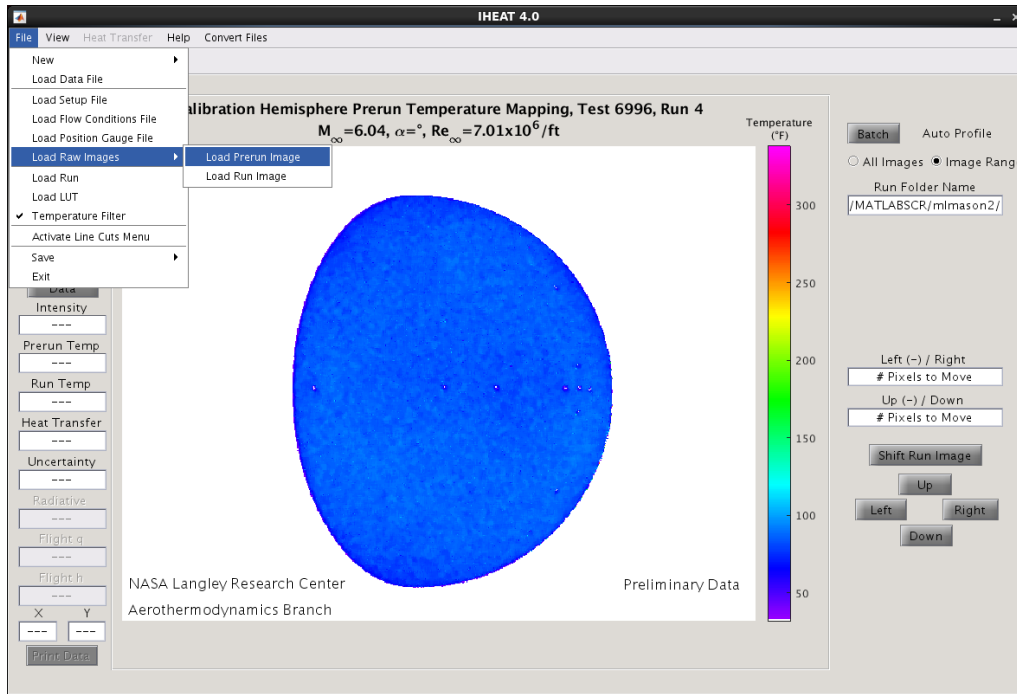 IHEAT 4.0
File View Heat Transfer Help Convert Files
New
Load Data File
Load Setup File
Load Flow Conditions File
Load Position Gauge File
Load Raw Images
Load Run
Load LUT
✓ Temperature Filter
Activate Line Cuts Menu
Save
Exit
Load Prerun Image
Load Run Image
alibration Hemisphere Prerun Temperature Mapping, Test 6996, Run 4
M∞=6.04, α=°, Re∞=7.01x10⁶/ft
Temperature
(°F)
300
250
200
150
100
50
Data
Intensity
---
Prerun Temp
---
Run Temp
---
Heat Transfer
---
Uncertainty
---
Radiative
---
Flight q
---
Flight h
---
X Y
--- ---
Print Data
NASA Langley Research Center
Aerothermodynamics Branch
Preliminary Data
Batch Auto Profile
All Images Image Rang
Run Folder Name
/MATLABSCR/mlmason2/
Left (-) / Right
# Pixels to Move
Up (-) / Down
# Pixels to Move
Shift Run Image
Up
Left Right
Down